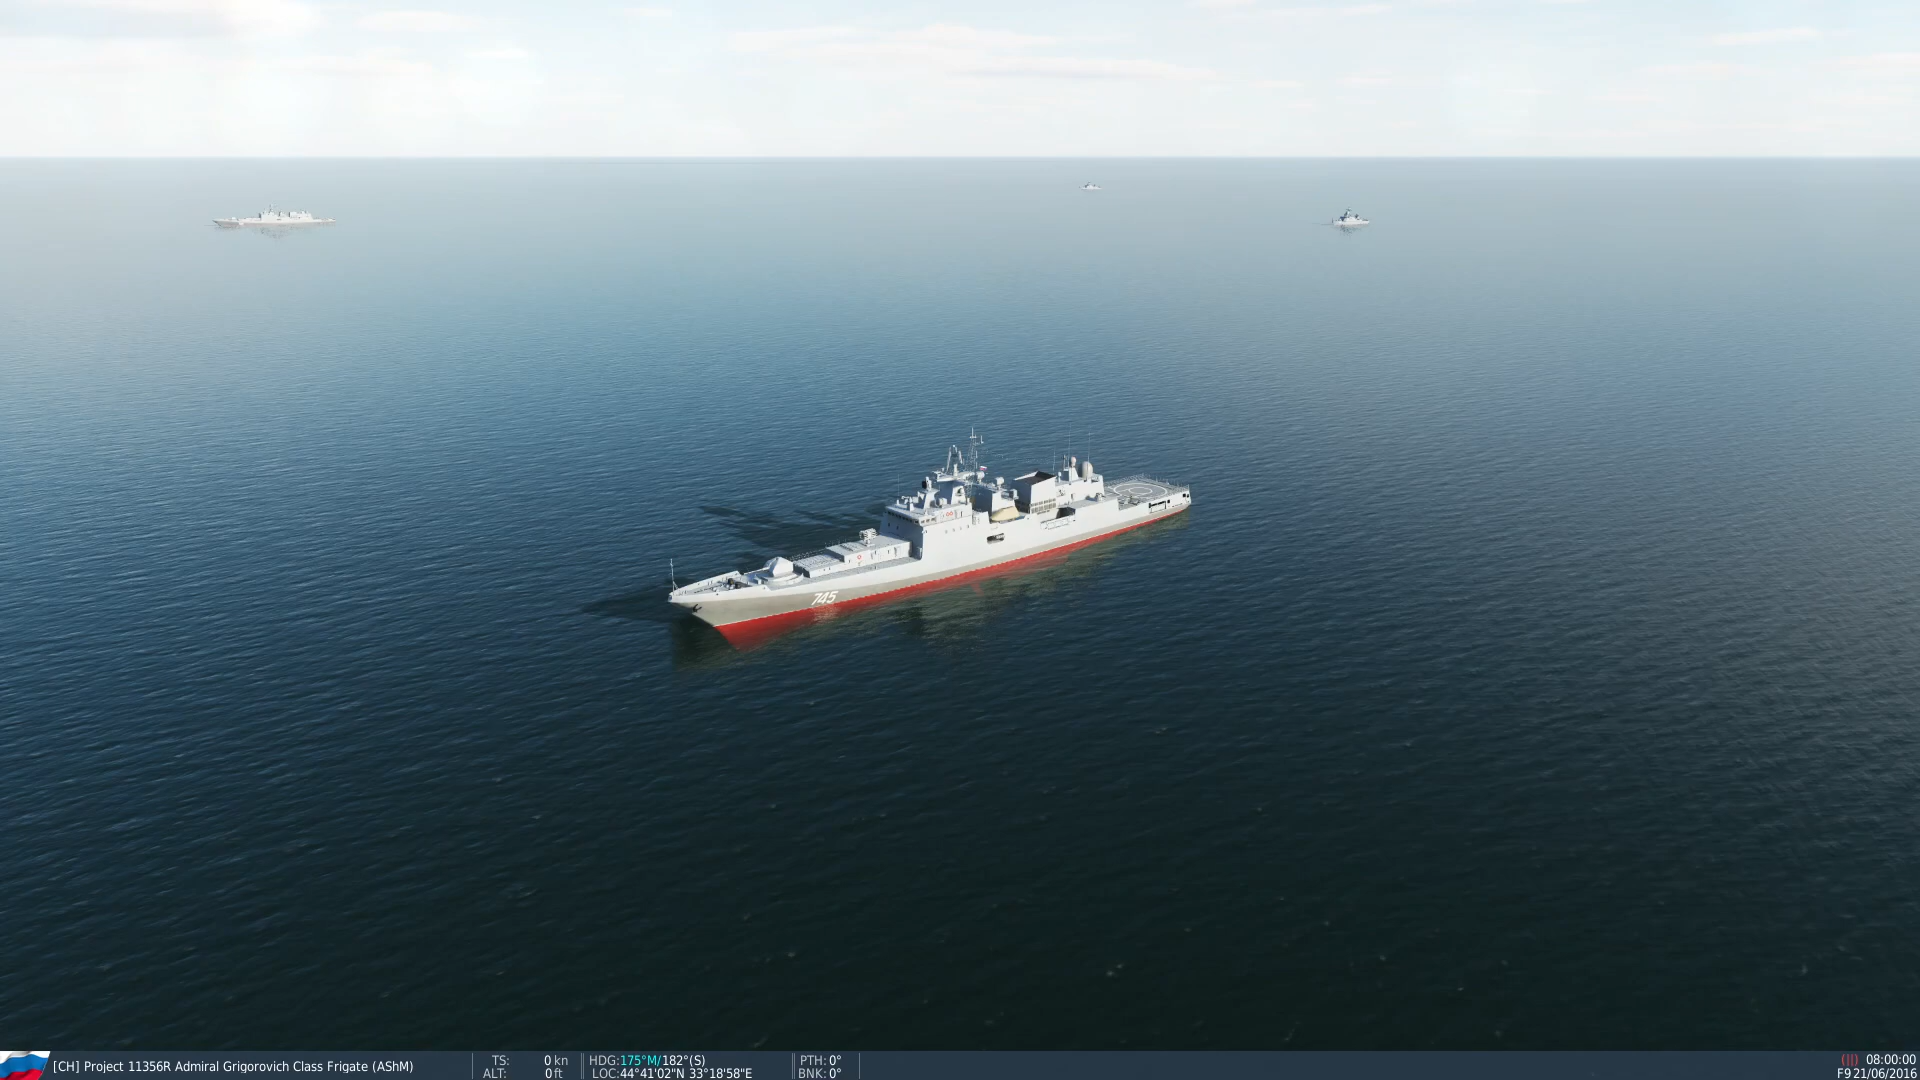 745
[CH] Project 11356R Admiral Grigorovich Class Frigate (AShM)
TS: 0 kn
ALT: 0 ft
HDG:175°M/182°(S)
LOC:44°41'02"N 33°18'58"E
PTH: 0°
BNK: 0°
(||) 08:00:00
F9 21/06/2016